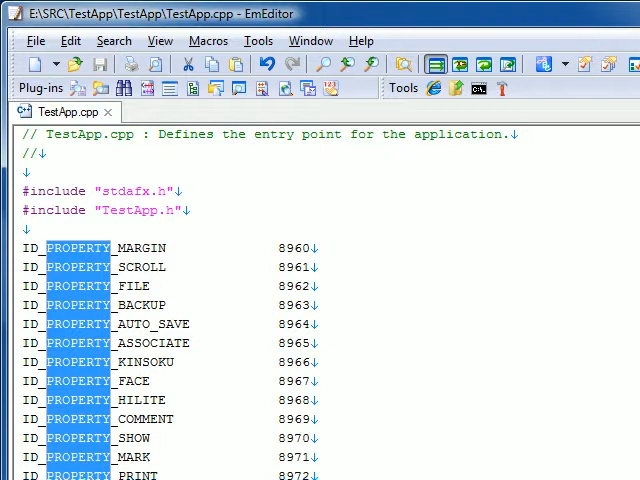 E:\SRC\TestApp\TestApp\TestApp.cpp - EmEditor
File Edit Search View Macros Tools Window Help
Plug-ins Tools
TestApp.cpp
// TestApp.cpp : Defines the entry point for the application.↓
//↓
↓
#include "stdafx.h"↓
#include "TestApp.h"↓
↓
ID_PROPERTY_MARGIN 8960↓
ID_PROPERTY_SCROLL 8961↓
ID_PROPERTY_FILE 8962↓
ID_PROPERTY_BACKUP 8963↓
ID_PROPERTY_AUTO_SAVE 8964↓
ID_PROPERTY_ASSOCIATE 8965↓
ID_PROPERTY_KINSOKU 8966↓
ID_PROPERTY_FACE 8967↓
ID_PROPERTY_HILITE 8968↓
ID_PROPERTY_COMMENT 8969↓
ID_PROPERTY_SHOW 8970↓
ID_PROPERTY_MARK 8971↓
ID_PROPERTY_PRINT 8972↓